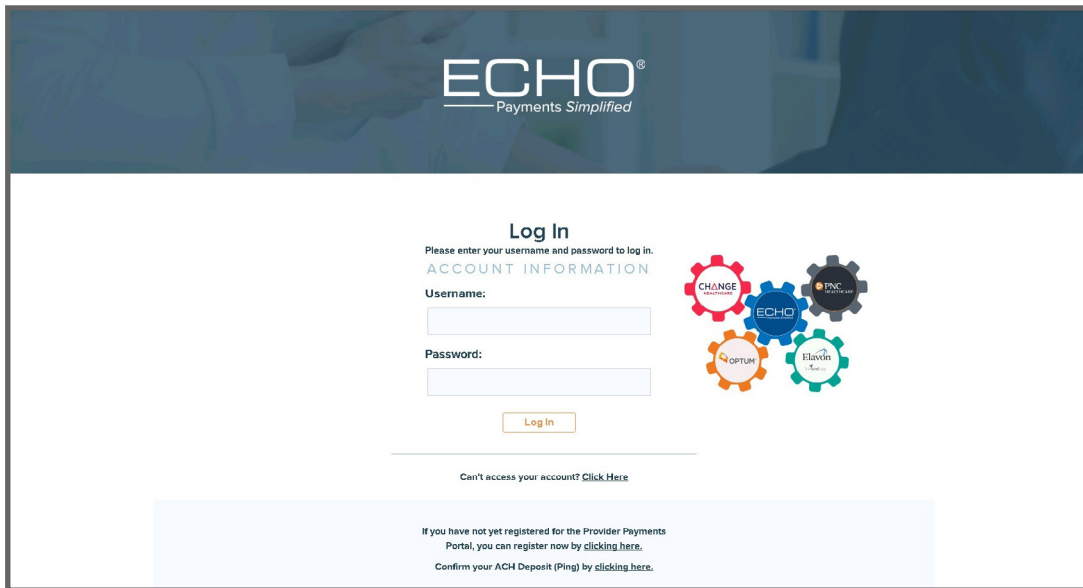 ECHO®
Payments Simplified
Log In
Please enter your username and password to log in.
ACCOUNT INFORMATION
Username:
Password:
Log In
CHANGE
HEALTHCARE
PNC
HEALTHCARE
ECHO
OPTUM
Elavon
Can't access your account? Click Here
If you have not yet registered for the Provider Payments
Portal, you can register now by clicking here.
Confirm your ACH Deposit (Ping) by clicking here.